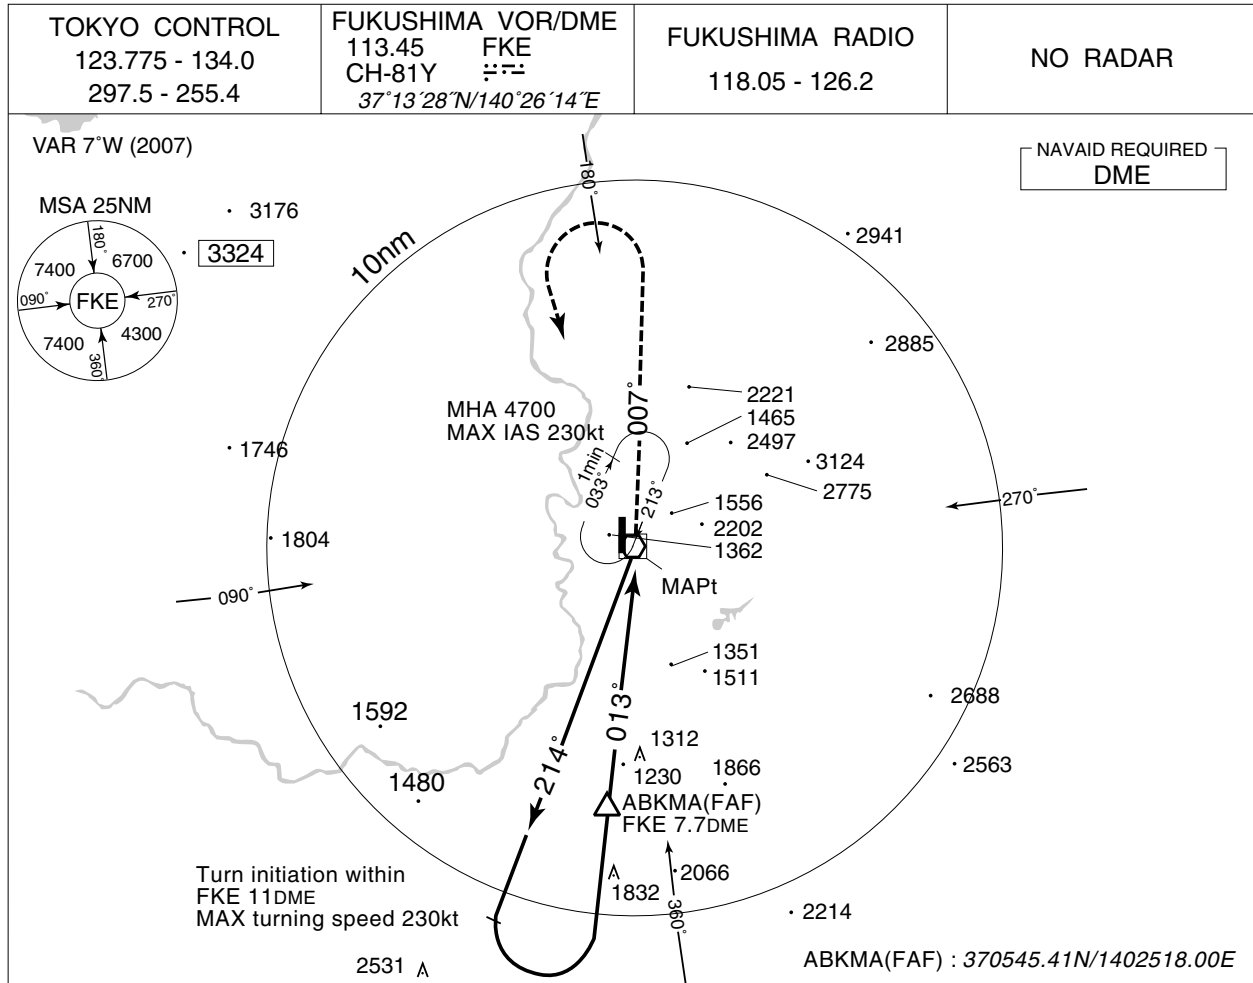 TOKYO CONTROL
123.775 - 134.0
297.5 - 255.4
FUKUSHIMA VOR/DME
113.45 FKE
CH-81Y
37°13´28˝N/140°26´14˝E
FUKUSHIMA RADIO
118.05 - 126.2
NO RADAR
VAR 7°W (2007)
NAVAID REQUIRED
DME
MSA 25NM
180°
7400
6700
090°
FKE
270°
7400
4300
360°
3176
3324
10nm
180°
2941
2885
007°
2221
1465
2497
3124
2775
MHA 4700
MAX IAS 230kt
1min
033°
213°
1746
1804
1556
2202
1362
MAPt
270°
090°
1351
1511
2688
2563
1592
1480
214°
013°
1312
1230
1866
ABKMA(FAF)
FKE 7.7DME
2066
1832
360°
2214
Turn initiation within
FKE 11DME
MAX turning speed 230kt
2531
ABKMA(FAF) : 370545.41N/1402518.00E